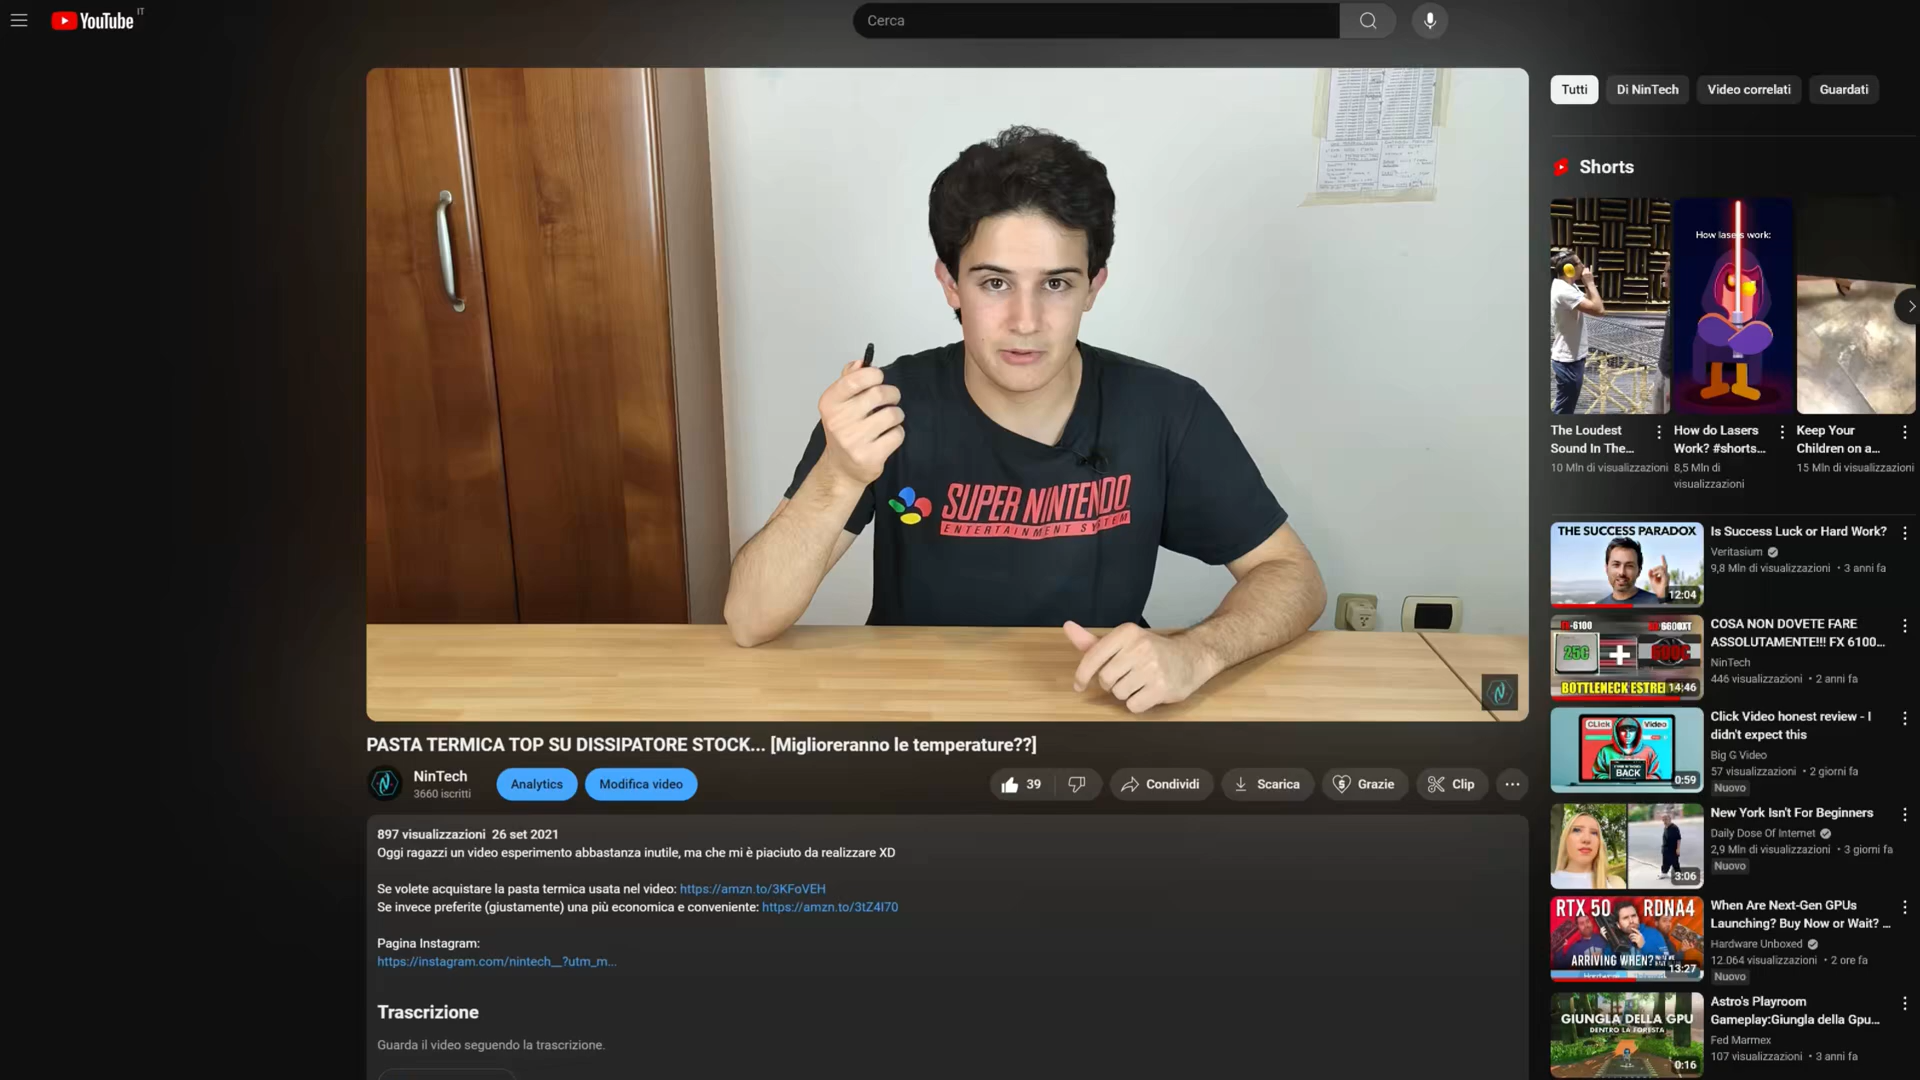 YouTube IT
Cerca
Tutti
Di NinTech
Video correlati
Guardati
Shorts
How lasers work:
The Loudest
Sound In The...
10 Mln di visualizzazioni
How do Lasers
Work? #shorts...
8,5 Mln di
visualizzazioni
Keep Your
Children on a...
15 Mln di visualizzazioni
SUPER NINTENDO
ENTERTAINMENT SYSTEM
PASTA TERMICA TOP SU DISSIPATORE STOCK... [Miglioreranno le temperature??]
NinTech
3660 iscritti
Analytics
Modifica video
39
Condividi
Scarica
Grazie
Clip
897 visualizzazioni 26 set 2021
Oggi ragazzi un video esperimento abbastanza inutile, ma che mi è piaciuto da realizzare XD
Se volete acquistare la pasta termica usata nel video: https://amzn.to/3KFoVEH
Se invece preferite (giustamente) una più economica e conveniente: https://amzn.to/3tZ4I70
Pagina Instagram:
https://instagram.com/nintech__?utm_m...
Trascrizione
Guarda il video seguendo la trascrizione.
THE SUCCESS PARADOX
12:04
Is Success Luck or Hard Work?
Veritasium
9,8 Mln di visualizzazioni • 3 anni fa
-6100
6600XT
25€
+
600€
BOTTLENECK ESTRE
14:46
COSA NON DOVETE FARE
ASSOLUTAMENTE!!! FX 6100...
NinTech
446 visualizzazioni • 2 anni fa
Click
Video
BACK
0:59
Click Video honest review - I
didn't expect this
Big G Video
57 visualizzazioni • 2 giorni fa
Nuovo
3:06
New York Isn't For Beginners
Daily Dose Of Internet
2,9 Mln di visualizzazioni • 3 giorni fa
Nuovo
RTX 50
RDNA4
ARRIVING WHEN?
13:27
When Are Next-Gen GPUs
Launching? Buy Now or Wait? ...
Hardware Unboxed
12.064 visualizzazioni • 2 ore fa
Nuovo
GIUNGLA DELLA GPU
DENTRO LA FORESTA
0:16
Astro's Playroom
Gameplay:Giungla della Gpu...
Fed Marmex
107 visualizzazioni • 3 anni fa